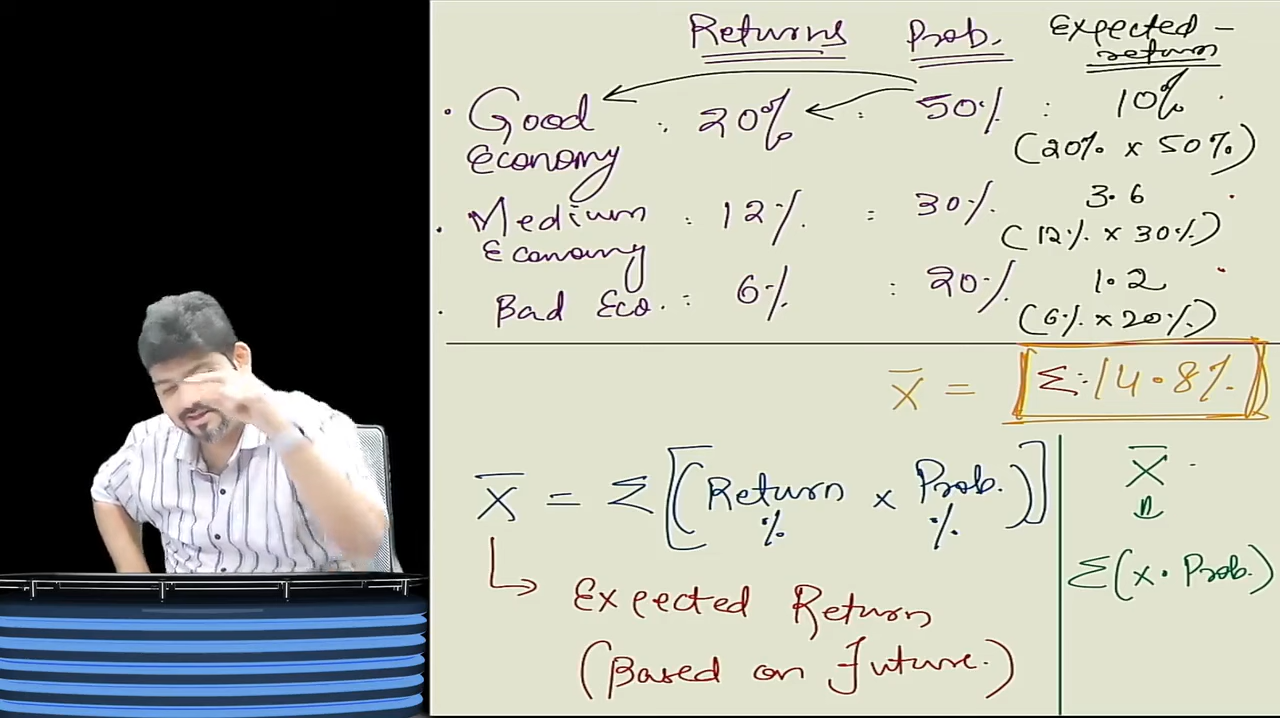 Returns Prob. Expected - return
• Good Economy : 20% : 50% : 10%
(20% x 50%)
• Medium Economy : 12% : 30% 3.6
(12% x 30%)
• Bad Eco. : 6% : 20% 1.2
(6% x 20%)
X̄ = Σ:14.8%
X̄ = Σ[(Return % x Prob. %)]
Expected Return
(Based on Future.)
X̄
Σ(x • Prob.)